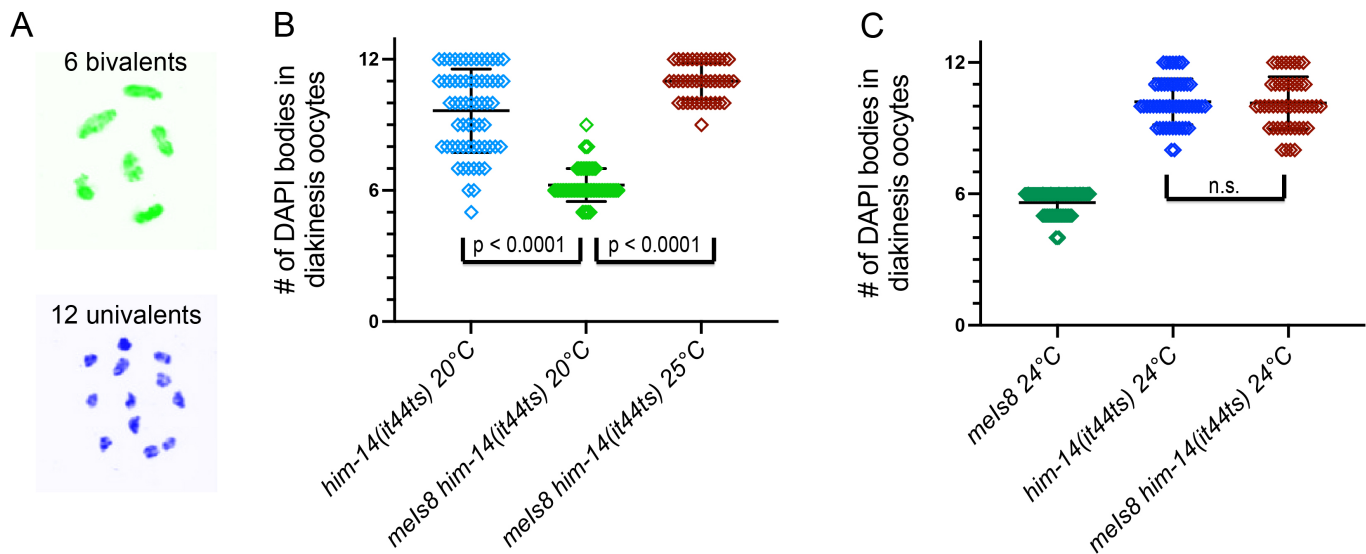 A
6 bivalents
12 univalents
B
# of DAPI bodies in
diakinesis oocytes
12
6
0
p < 0.0001
p < 0.0001
him-14(it44ts) 20°C
meIs8 him-14(it44ts) 20°C
meIs8 him-14(it44ts) 25°C
C
# of DAPI bodies in
diakinesis oocytes
12
6
0
n.s.
meIs8 24°C
him-14(it44ts) 24°C
meIs8 him-14(it44ts) 24°C